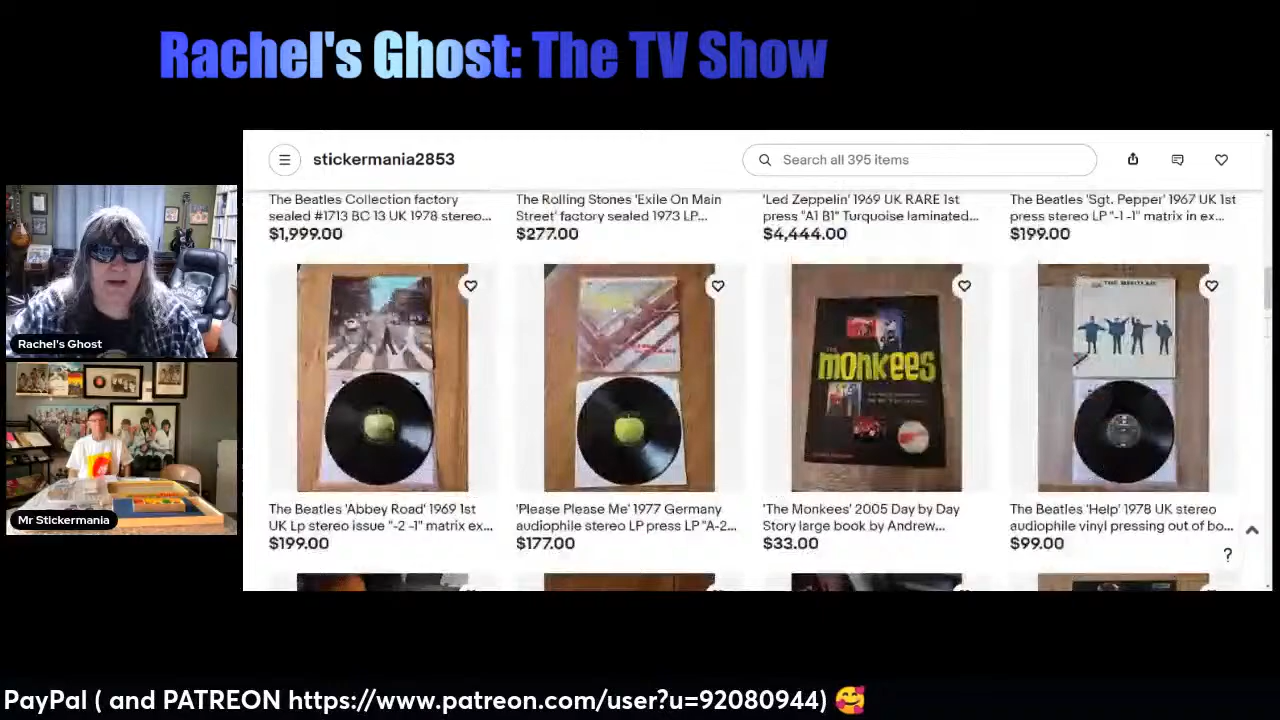 Rachel's Ghost: The TV Show
stickermania2853
Search all 395 items
The Beatles Collection factory
sealed #1713 BC 13 UK 1978 stereo...
$1,999.00
The Rolling Stones 'Exile On Main
Street' factory sealed 1973 LP...
$277.00
'Led Zeppelin' 1969 UK RARE 1st
press "A1 B1" Turquoise laminated...
$4,444.00
The Beatles 'Sgt. Pepper' 1967 UK 1st
press stereo LP "-1 -1" matrix in ex...
$199.00
Rachel's Ghost
Mr Stickermania
monkees
The Beatles 'Abbey Road' 1969 1st
UK Lp stereo issue "-2 -1" matrix ex...
$199.00
'Please Please Me' 1977 Germany
audiophile stereo LP press LP "A-2...
$177.00
'The Monkees' 2005 Day by Day
Story large book by Andrew...
$33.00
The Beatles 'Help' 1978 UK stereo
audiophile vinyl pressing out of bo...
$99.00
?
PayPal ( and PATREON https://www.patreon.com/user?u=92080944) 🥰